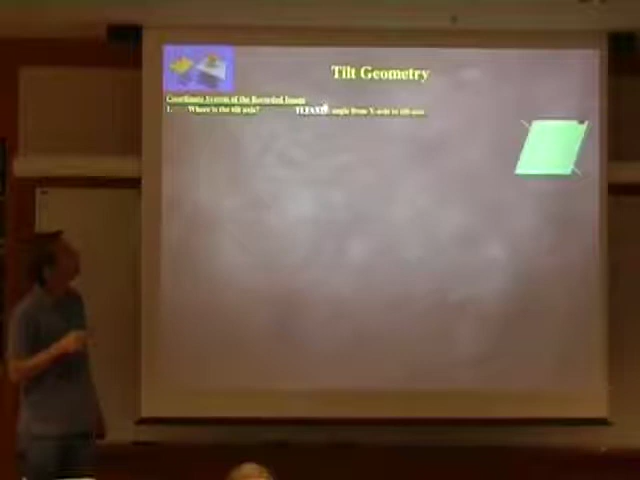 Tilt Geometry
Coordinate System of the Recorded Image
1. Where is the tilt axis? TLTAXIS angle from X-axis to tilt axis